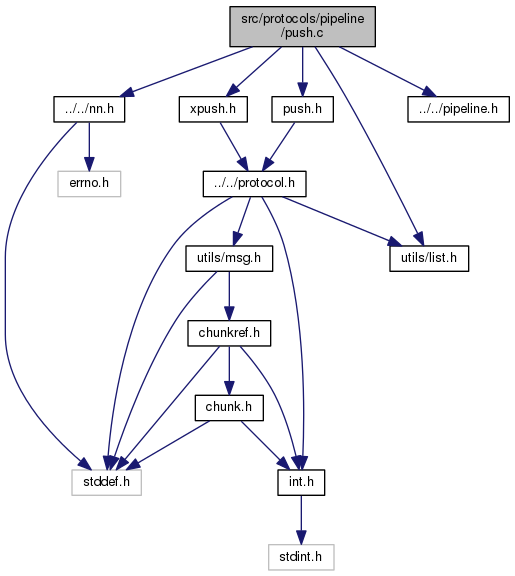 src/protocols/pipeline
/push.c
../../nn.h
xpush.h
push.h
../../pipeline.h
errno.h
../../protocol.h
utils/msg.h
utils/list.h
chunkref.h
chunk.h
stddef.h
int.h
stdint.h